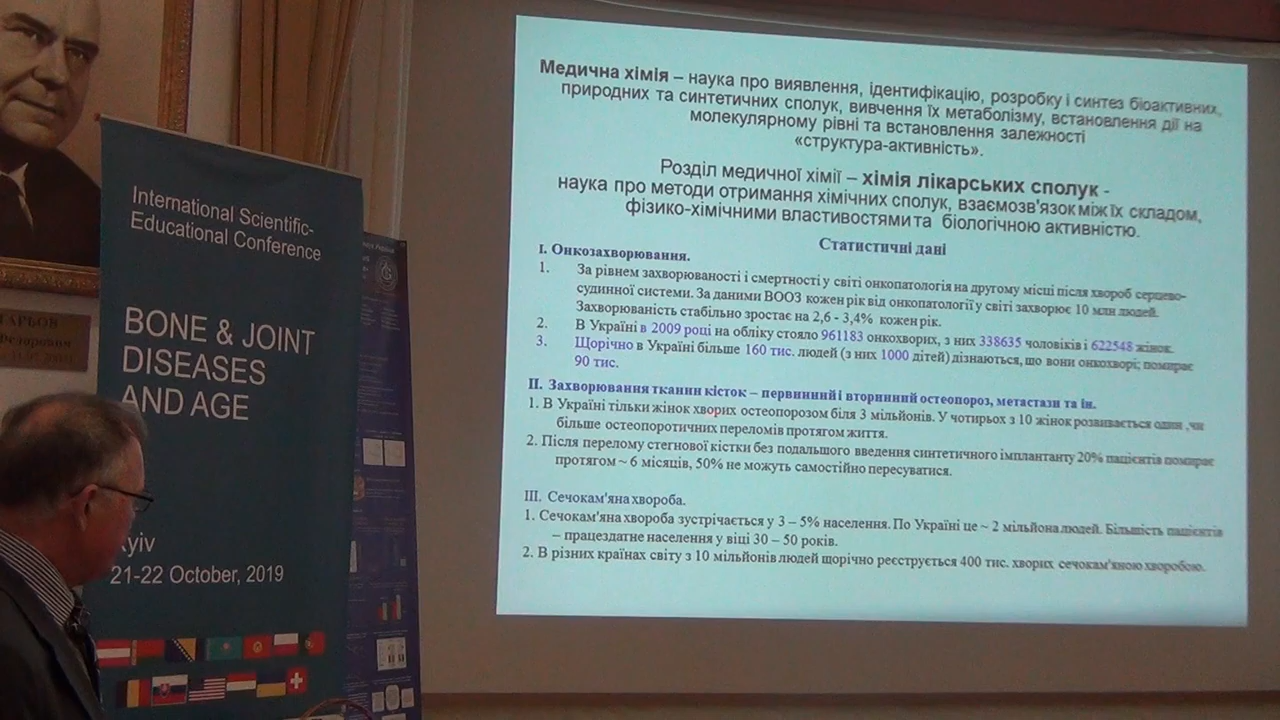 International Scientific-
Educational Conference
BONE & JOINT
DISEASES
AND AGE
Kyiv
21-22 October, 2019
Медична хімія – наука про виявлення, ідентифікацію, розробку і синтез біоактивних,
природних та синтетичних сполук, вивчення їх метаболізму, встановлення дії на
молекулярному рівні та встановлення залежності
«структура-активність».
Розділ медичної хімії – хімія лікарських сполук -
наука про методи отримання хімічних сполук, взаємозв'язок між їх складом,
фізико-хімічними властивостями та біологічною активністю.
Статистичні дані
І. Онкозахворювання.
1. За рівнем захворюваності і смертності у світі онкопатологія на другому місці після хвороб серцево-
судинної системи. За даними ВООЗ кожен рік від онкопатології у світі захворює 10 млн людей.
Захворюваність стабільно зростає на 2,6 - 3,4% кожен рік.
2. В Україні в 2009 році на обліку стояло 961183 онкохворих, з них 338635 чоловіків і 622548 жінок.
3. Щорічно в Україні більше 160 тис. людей (з них 1000 дітей) дізнаються, що вони онкохворі; помирає
90 тис.
ІІ. Захворювання тканин кісток – первинний і вторинний остеопороз, метастази та ін.
1. В Україні тільки жінок хворих остеопорозом біля 3 мільйонів. У чотирьох з 10 жінок розвивається один ,чи
більше остеопоротичних переломів протягом життя.
2. Після перелому стегнової кістки без подальшого введення синтетичного імплантанту 20% пацієнтів помирає
протягом ~ 6 місяців, 50% не можуть самостійно пересуватися.
ІІІ. Сечокам'яна хвороба.
1. Сечокам'яна хвороба зустрічається у 3 – 5% населення. По Україні це ~ 2 мільйона людей. Більшість пацієнтів
– працездатне населення у віці 30 – 50 років.
2. В різних країнах світу з 10 мільйонів людей щорічно реєструється 400 тис. хворих сечокам'яною хворобою.